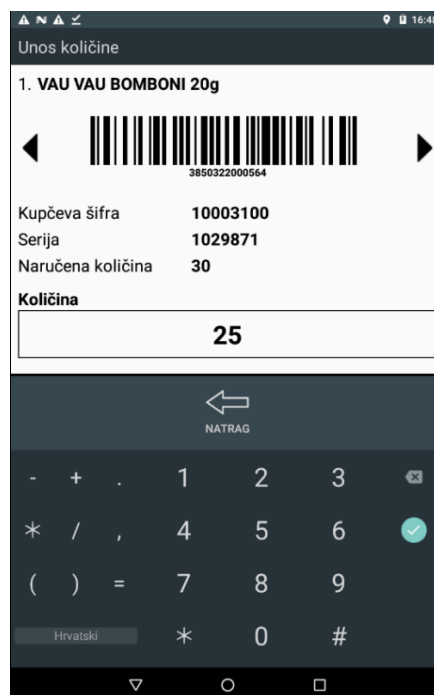 16:48
Unos količine
1. VAU VAU BOMBONI 20g
3850322000564
Kupčeva šifra 10003100
Serija 1029871
Naručena količina 30
Količina
25
NATRAG
- + . 1 2 3
* / , 4 5 6
( ) = 7 8 9
Hrvatski * 0 #